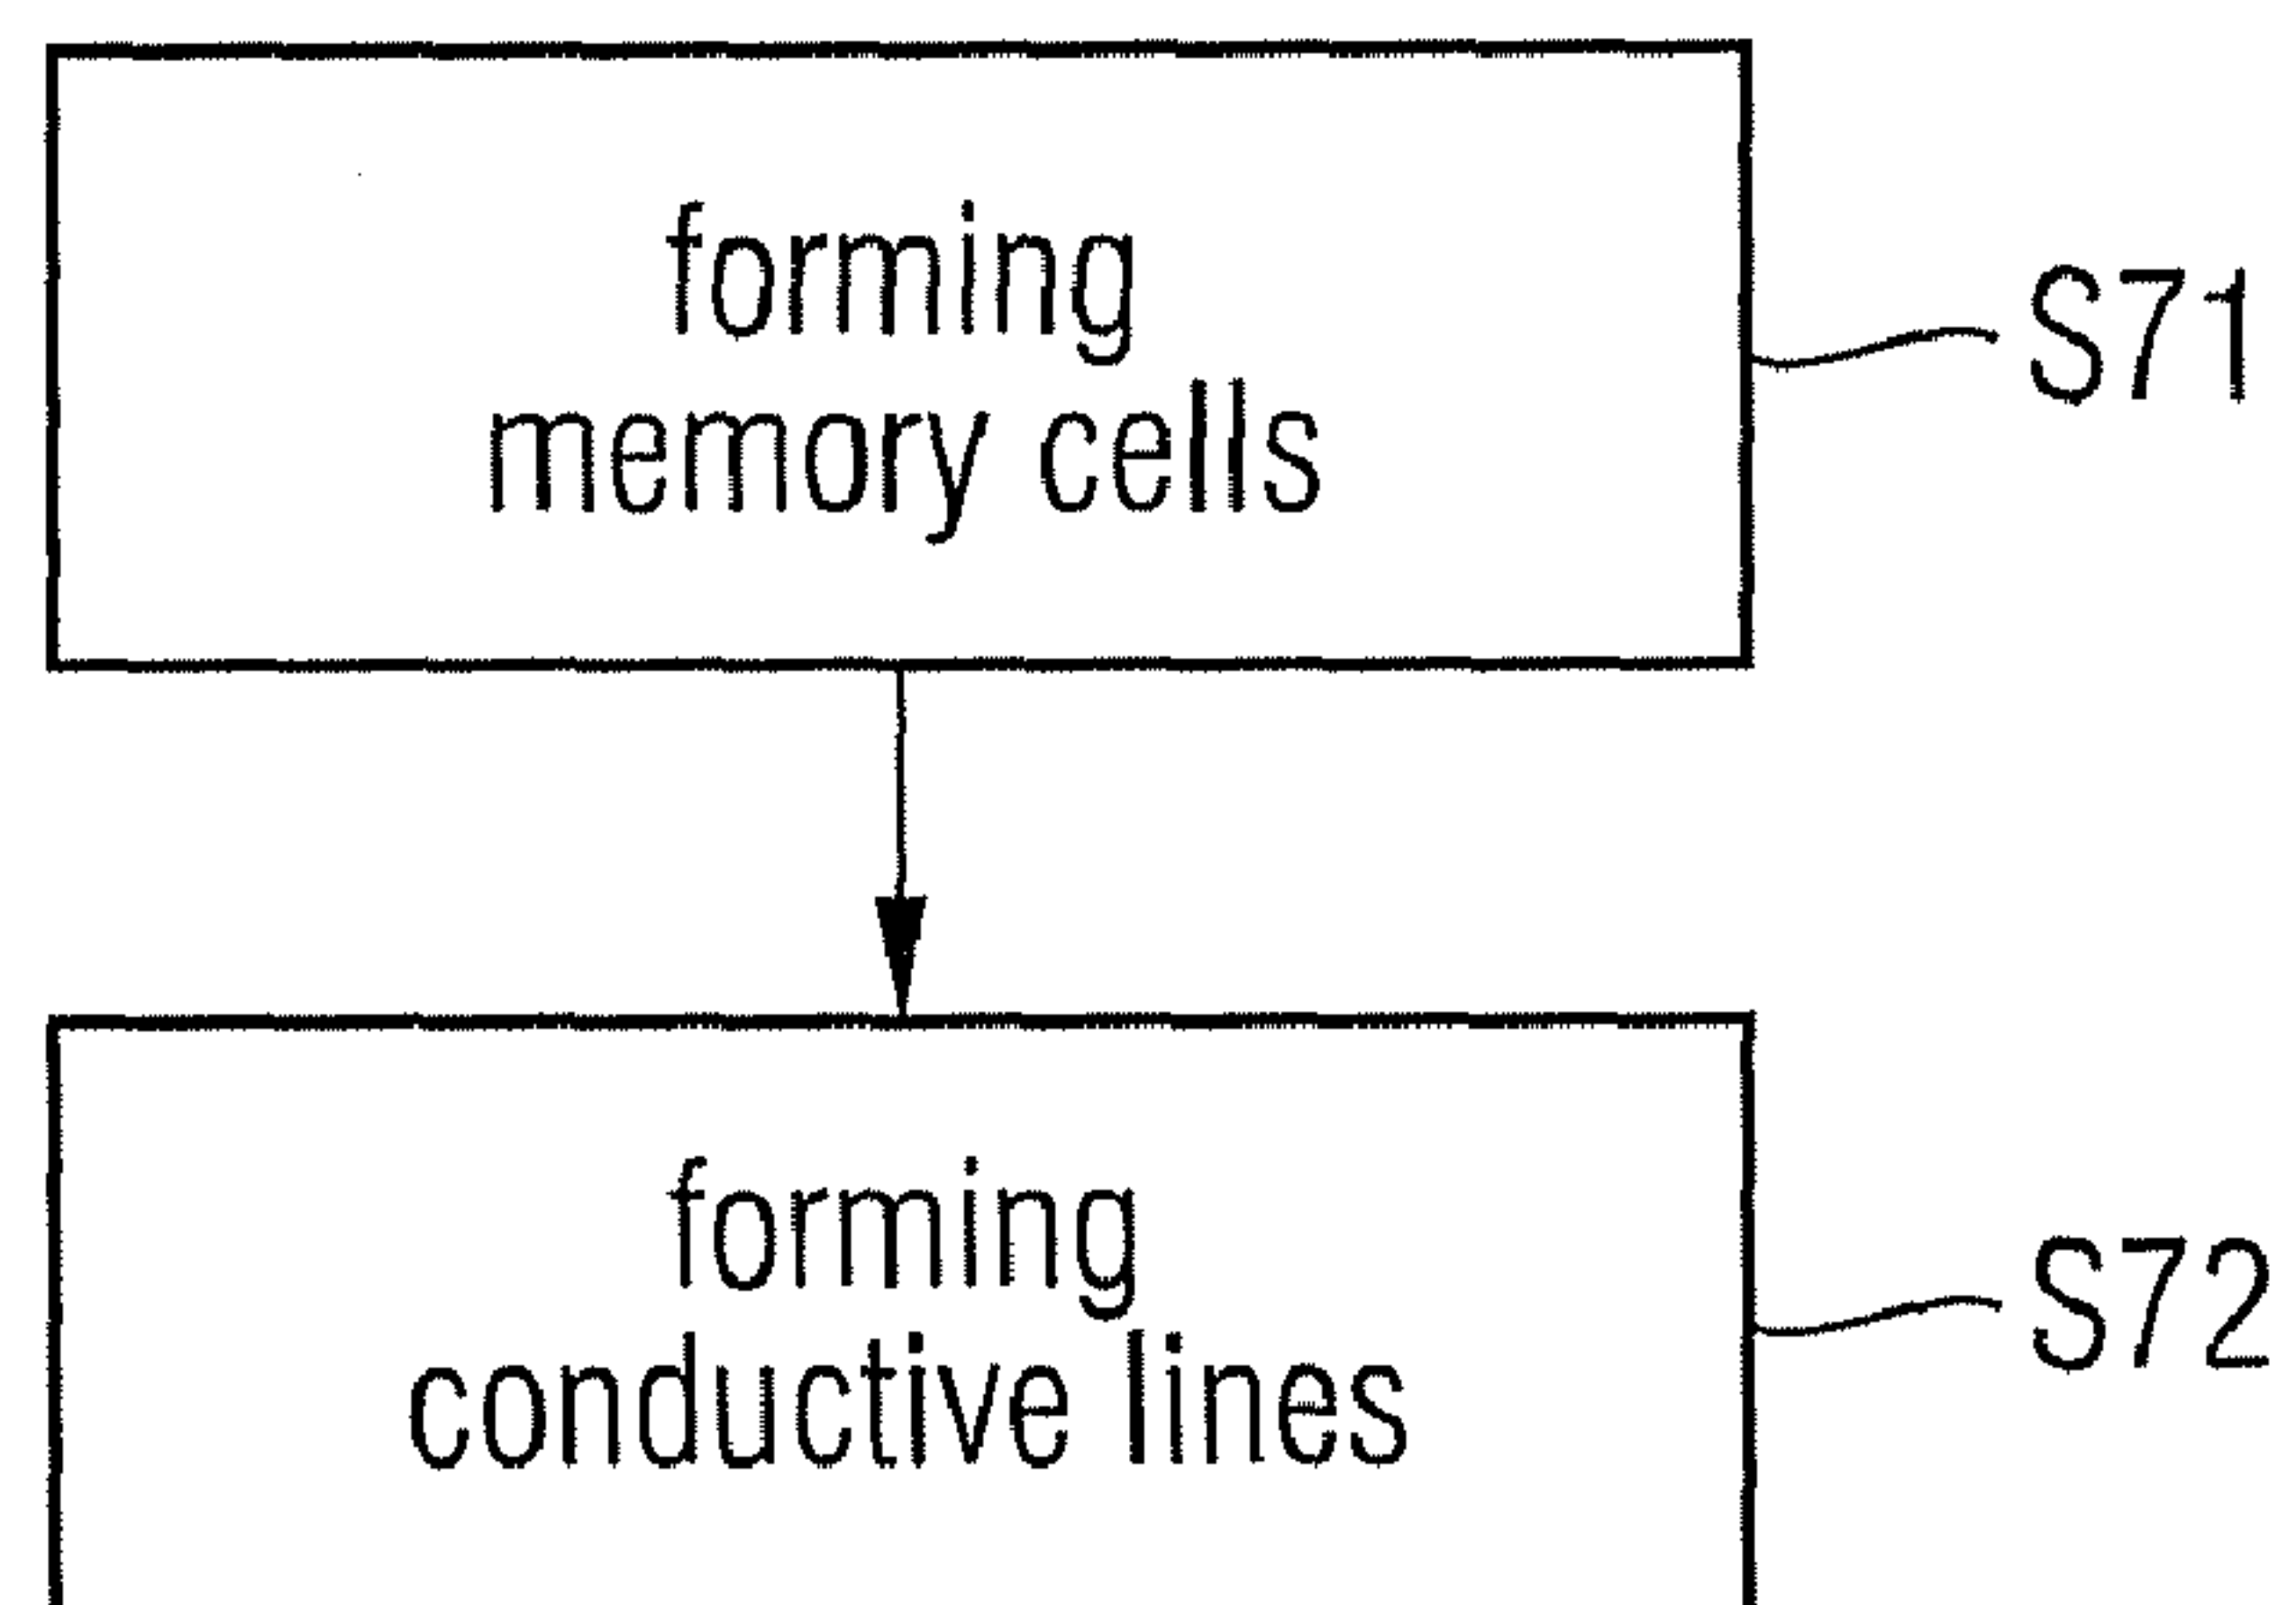 forming
memory cells
S71
forming
conductive lines
S72